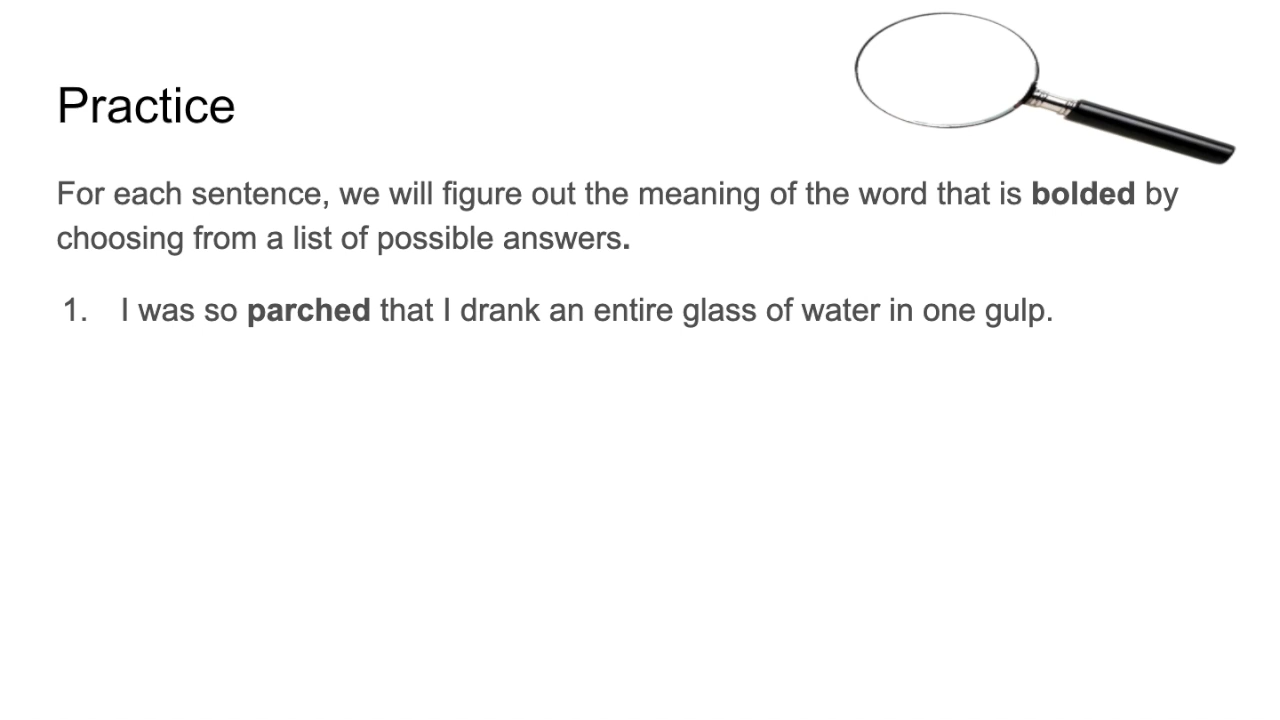 Practice
For each sentence, we will figure out the meaning of the word that is bolded by
choosing from a list of possible answers.
1. I was so parched that I drank an entire glass of water in one gulp.